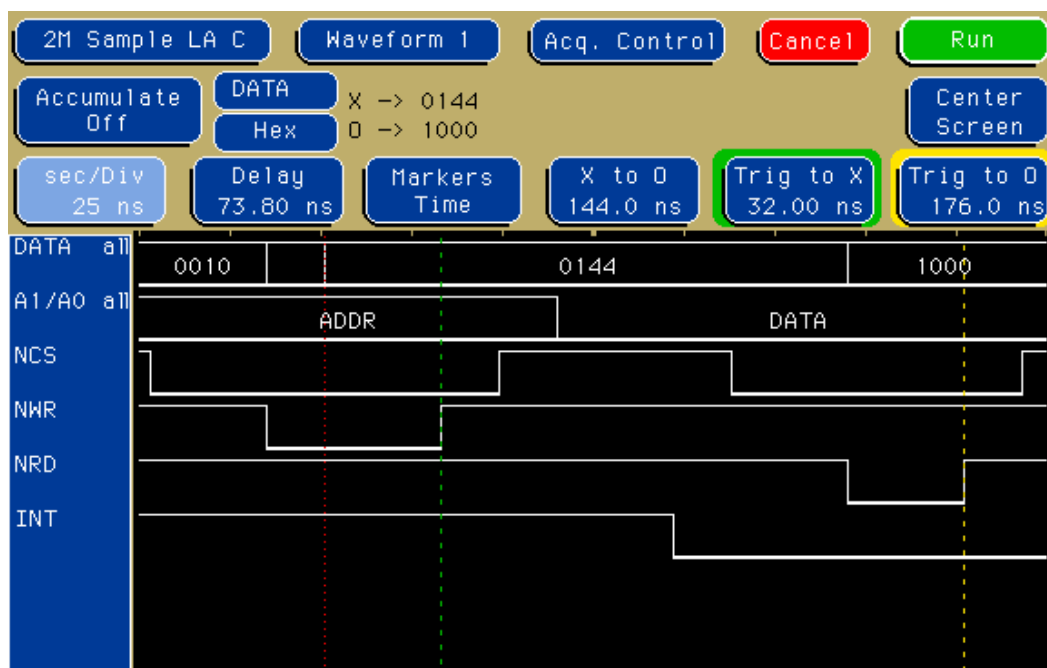 2M Sample LA C Waveform 1 Acq. Control Cancel Run
Accumulate
Off
DATA
Hex
X -> 0144
O -> 1000
Center
Screen
sec/Div
25 ns
Delay
73.80 ns
Markers
Time
X to O
144.0 ns
Trig to X
32.00 ns
Trig to O
176.0 ns
DATA all 0010 0144 1000
A1/A0 all ADDR DATA
NCS
NWR
NRD
INT